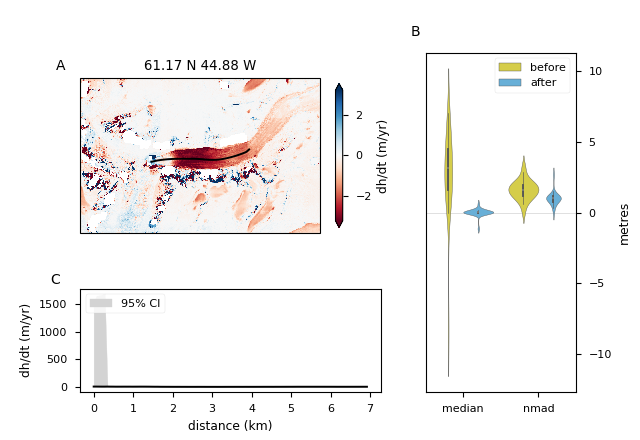 B
A
61.17 N 44.88 W
before
after
10
5
0
−5
−10
metres
median
nmad
2
0
−2
dh/dt (m/yr)
C
95% CI
1500
1000
500
0
dh/dt (m/yr)
0 1 2 3 4 5 6 7
distance (km)